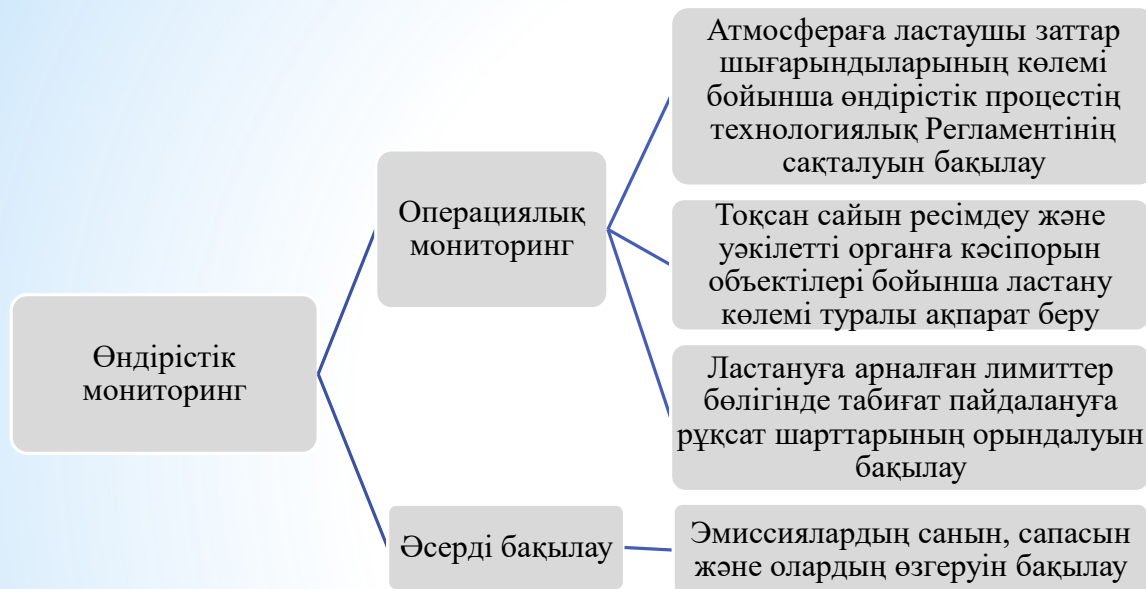 Өндірістік
мониторинг
Операциялық
мониторинг
Атмосфераға ластаушы заттар
шығарындыларының көлемі
бойынша өндірістік процестің
технологиялық Регламентінің
сақталуын бақылау
Тоқсан сайын ресімдеу және
уәкілетті органға кәсіпорын
объектілері бойынша ластану
көлемі туралы ақпарат беру
Ластануға арналған лимиттер
бөлігінде табиғат пайдалануға
рұқсат шарттарының орындалуын
бақылау
Әсерді бақылау
Эмиссиялардың санын, сапасын
және олардың өзгеруін бақылау